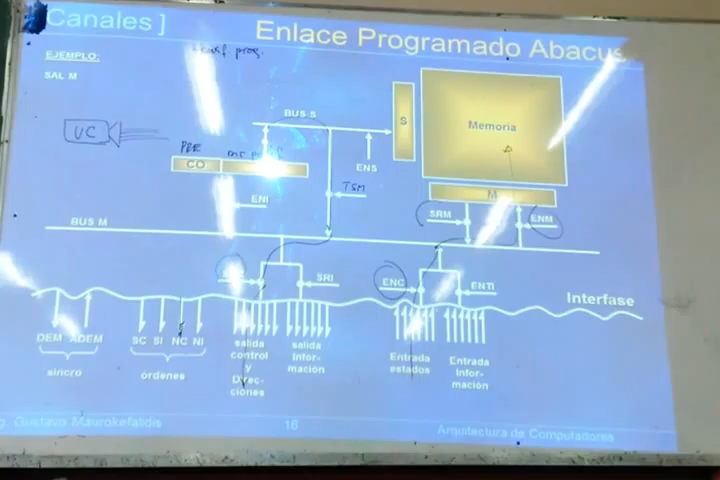 Canales ]
Enlace Programado Abacus
EJEMPLO:
SAL M
prog.
UC
BUS S
S
Memoria
CO
ENS
TSM
ENI
M
SRM
ENM
BUS M
SRI
ENC
ENTI
Interfase
DEM ADEM
SC SI NC NI
sincro
órdenes
salida
control
y
Direc-
ciones
salida
Infor-
mación
Entrada
estados
Entrada
Infor-
mación
g. Gustavo Maurokefalidis
16
Arquitectura de Computadores